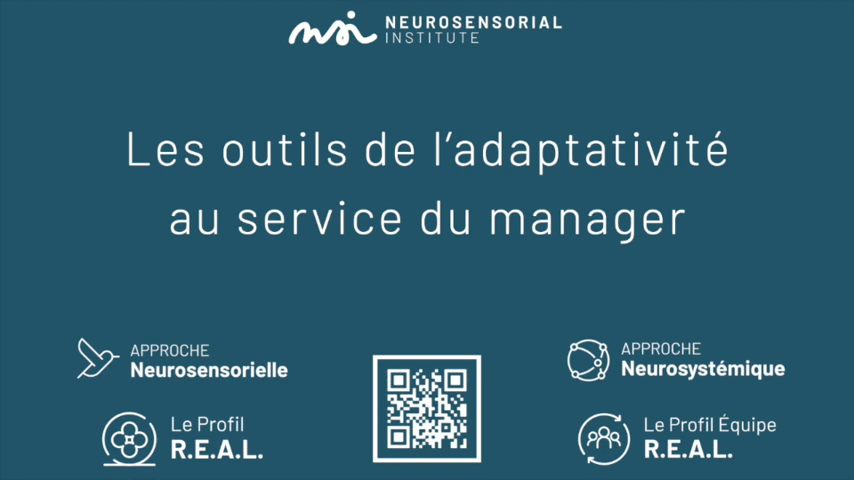 nsi NEUROSENSORIAL
INSTITUTE
Les outils de l’adaptativité
au service du manager
APPROCHE
Neurosensorielle
Le Profil
R.E.A.L.
APPROCHE
Neurosystémique
Le Profil Équipe
R.E.A.L.